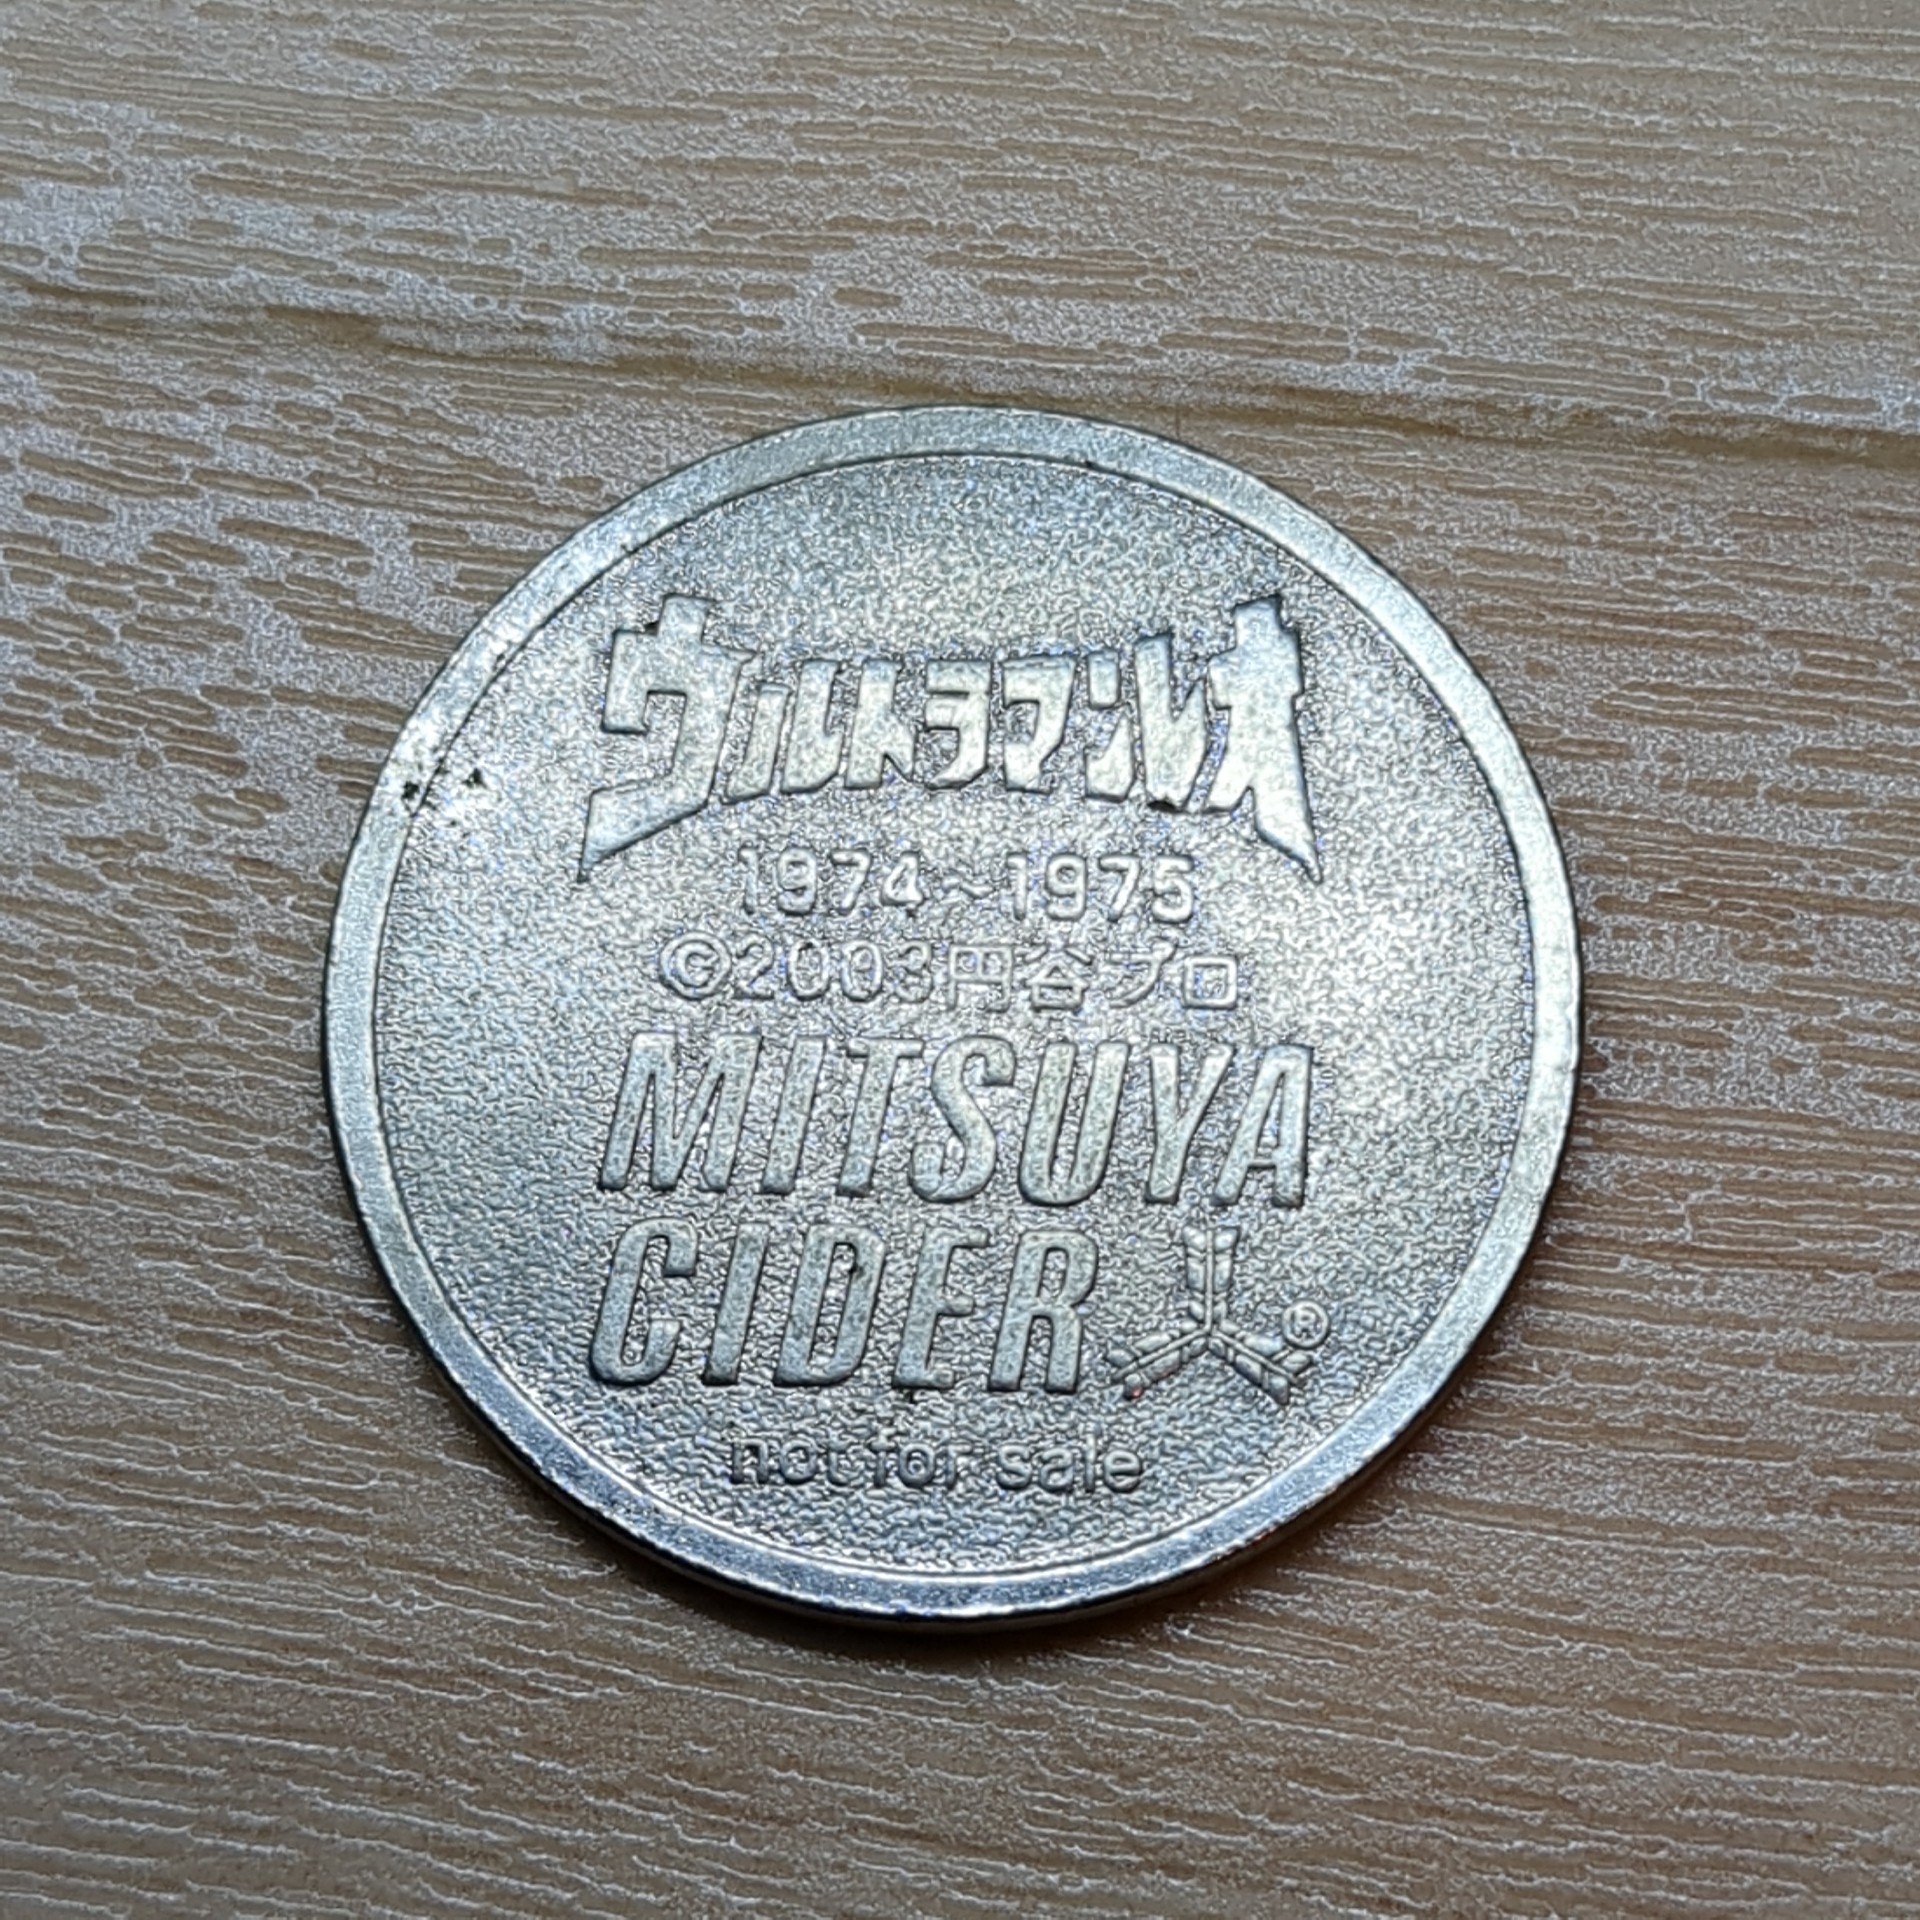 ウルトラマンレオ
1974~1975
©2003円谷プロ
MITSUYA
CIDER ®
not for sale